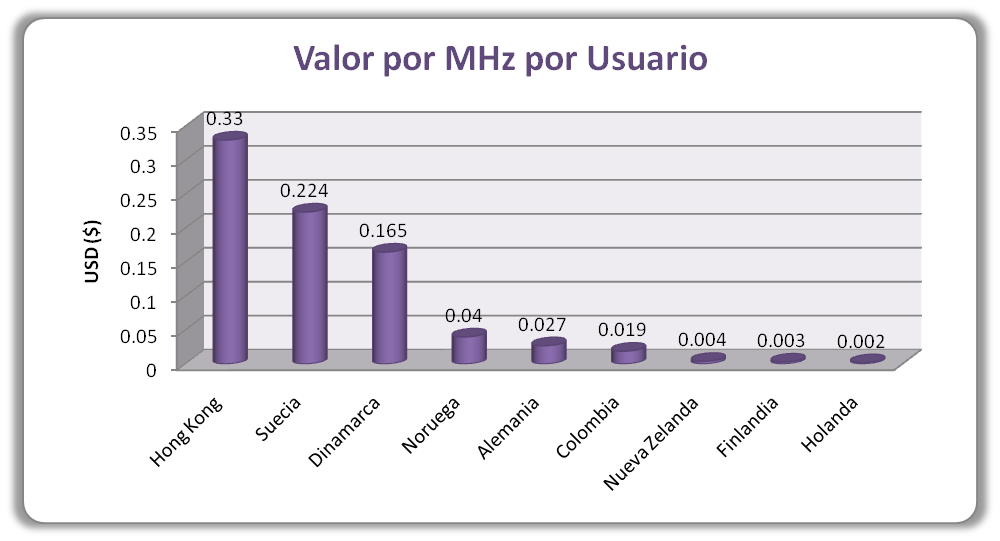 Valor por MHz por Usuario
USD ($)
0.35
0.3
0.25
0.2
0.15
0.1
0.05
0
0.33
0.224
0.165
0.04
0.027
0.019
0.004
0.003
0.002
Hong Kong
Suecia
Dinamarca
Noruega
Alemania
Colombia
Nueva Zelanda
Finlandia
Holanda